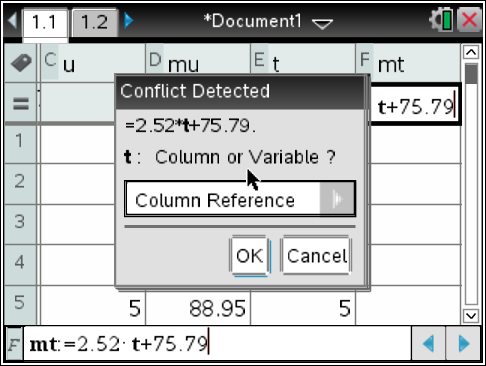 1.1 1.2 *Document1
C u D mu E t F mt
= t+75.79
Conflict Detected
=2.52*t+75.79.
t : Column or Variable ?
Column Reference
OK Cancel
1
2
3
4
5 5 88.95 5
F mt:=2.52· t+75.79